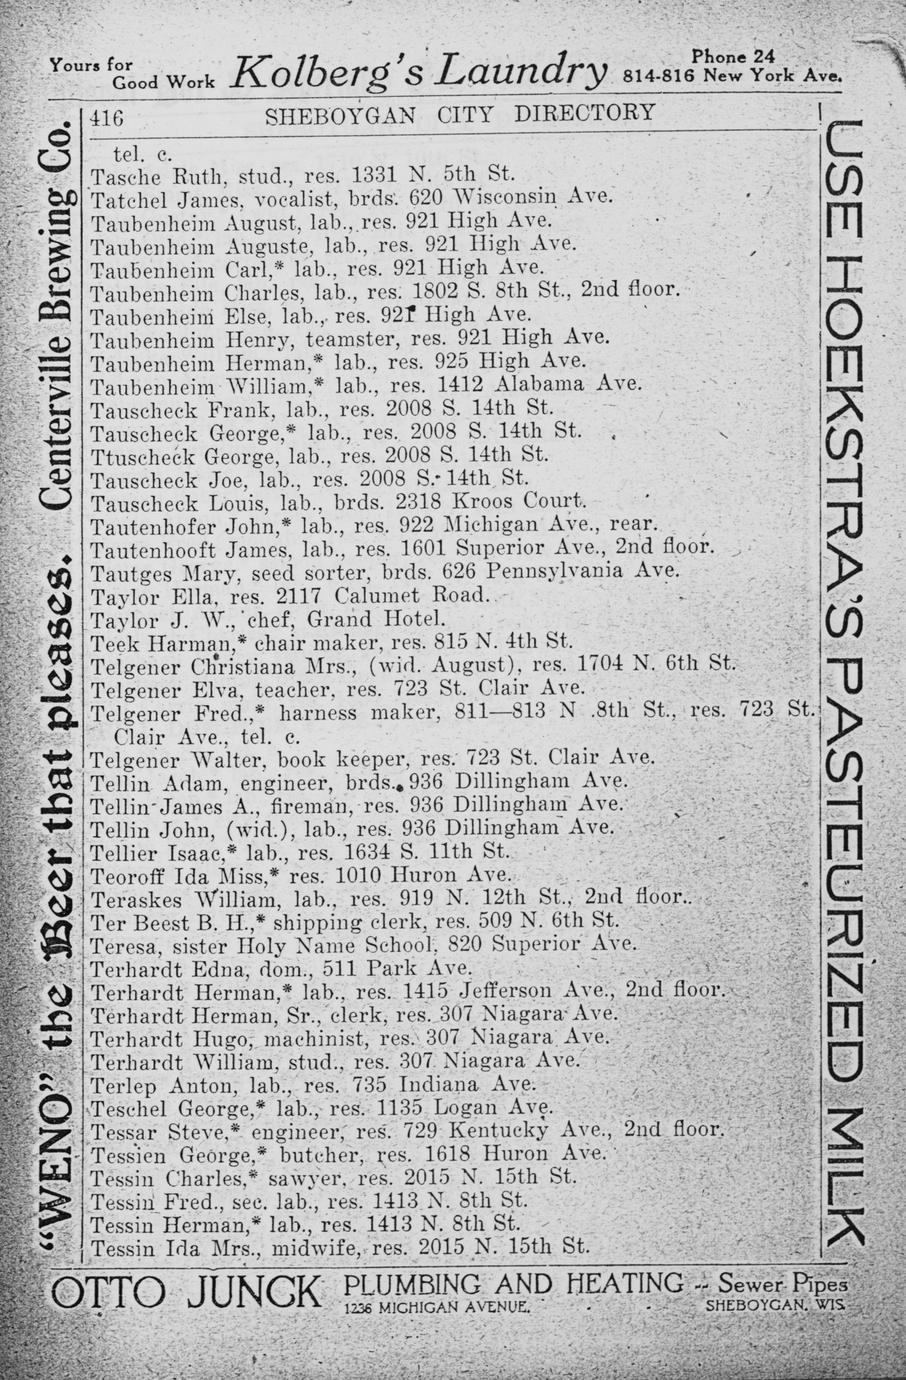 Yours for
Good Work
Kolberg's Laundry
Phone 24
814-816 New York Ave.
416 SHEBOYGAN CITY DIRECTORY
tel. c.
Tasche Ruth, stud., res. 1331 N. 5th St.
Tatchel James, vocalist, brds. 620 Wisconsin Ave.
Taubenheim August, lab., res. 921 High Ave.
Taubenheim Auguste, lab., res. 921 High Ave.
Taubenheim Carl,* lab., res. 921 High Ave.
Taubenheim Charles, lab., res. 1802 S. 8th St., 2nd floor.
Taubenheim Else, lab., res. 921 High Ave.
Taubenheim Henry, teamster, res. 921 High Ave.
Taubenheim Herman,* lab., res. 925 High Ave.
Taubenheim William,* lab., res. 1412 Alabama Ave.
Tauscheck Frank, lab., res. 2008 S. 14th St.
Tauscheck George,* lab., res. 2008 S. 14th St.
Ttuscheck George, lab., res. 2008 S. 14th St.
Tauscheck Joe, lab., res. 2008 S. 14th St.
Tauscheck Louis, lab., brds. 2318 Kroos Court.
Tautenhofer John,* lab., res. 922 Michigan Ave., rear.
Tautenhooft James, lab., res. 1601 Superior Ave., 2nd floor.
Tautges Mary, seed sorter, brds. 626 Pennsylvania Ave.
Taylor Ella, res. 2117 Calumet Road.
Taylor J. W., chef, Grand Hotel.
Teek Harman,* chair maker, res. 815 N. 4th St.
Telgener Christiana Mrs., (wid. August), res. 1704 N. 6th St.
Telgener Elva, teacher, res. 723 St. Clair Ave.
Telgener Fred.,* harness maker, 811—813 N .8th St., res. 723 St.
Clair Ave., tel. c.
Telgener Walter, book keeper, res. 723 St. Clair Ave.
Tellin Adam, engineer, brds. 936 Dillingham Ave.
Tellin James A., fireman, res. 936 Dillingham Ave.
Tellin John, (wid.), lab., res. 936 Dillingham Ave.
Tellier Isaac,* lab., res. 1634 S. 11th St.
Teoroff Ida Miss,* res. 1010 Huron Ave.
Teraskes William, lab., res. 919 N. 12th St., 2nd floor.
Ter Beest B. H.,* shipping clerk, res. 509 N. 6th St.
Teresa, sister Holy Name School, 820 Superior Ave.
Terhardt Edna, dom., 511 Park Ave.
Terhardt Herman,* lab., res. 1415 Jefferson Ave., 2nd floor.
Terhardt Herman, Sr., clerk, res. 307 Niagara Ave.
Terhardt Hugo, machinist, res. 307 Niagara Ave.
Terhardt William, stud., res. 307 Niagara Ave.
Terlep Anton, lab., res. 735 Indiana Ave.
Teschel George,* lab., res. 1135 Logan Ave.
Tessar Steve,* engineer, res. 729 Kentucky Ave., 2nd floor.
Tessien George,* butcher, res. 1618 Huron Ave.
Tessin Charles,* sawyer, res. 2015 N. 15th St.
Tessin Fred., sec. lab., res. 1413 N. 8th St.
Tessin Herman,* lab., res. 1413 N. 8th St.
Tessin Ida Mrs., midwife, res. 2015 N. 15th St.
"WENO" the Beer that pleases. Centerville Brewing Co.
USE HOEKSTRA'S PASTEURIZED MILK
OTTO JUNCK PLUMBING AND HEATING -- Sewer Pipes
1236 MICHIGAN AVENUE. SHEBOYGAN, WIS.